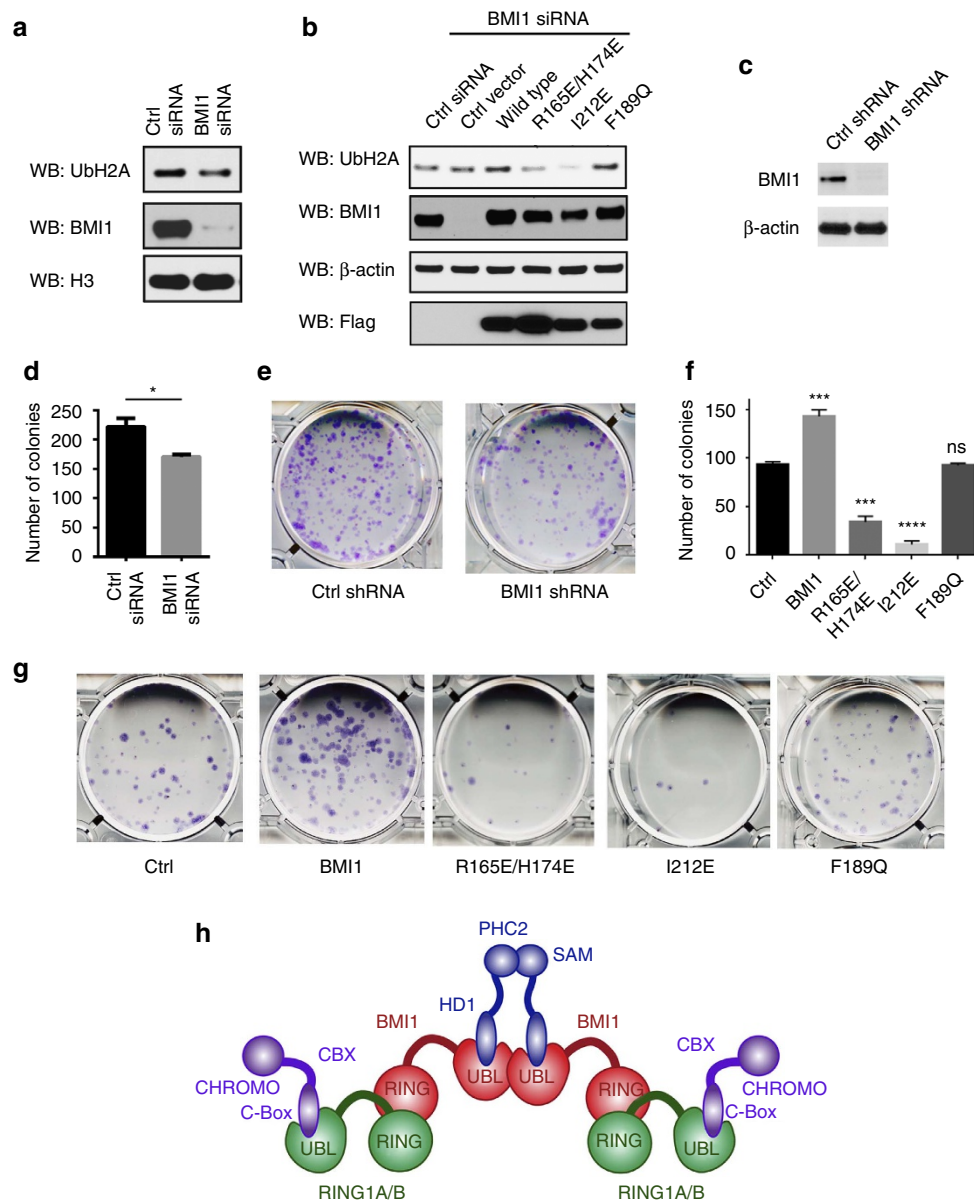 a
Ctrl siRNA
BMI1 siRNA
WB: UbH2A
WB: BMI1
WB: H3
b
BMI1 siRNA
Ctrl siRNA
Ctrl vector
Wild type
R165E/H174E
I212E
F189Q
WB: UbH2A
WB: BMI1
WB: β-actin
WB: Flag
c
Ctrl shRNA
BMI1 shRNA
BMI1
β-actin
d
Number of colonies
250
200
150
100
50
0
*
Ctrl siRNA
BMI1 siRNA
e
Ctrl shRNA
BMI1 shRNA
f
Number of colonies
150
100
50
0
***
***
****
ns
Ctrl
BMI1
R165E/
H174E
I212E
F189Q
g
Ctrl
BMI1
R165E/H174E
I212E
F189Q
h
PHC2
SAM
HD1
BMI1
BMI1
CBX
CBX
CHROMO
CHROMO
C-Box
C-Box
UBL
UBL
RING
RING
UBL
RING
RING
UBL
RING1A/B
RING1A/B